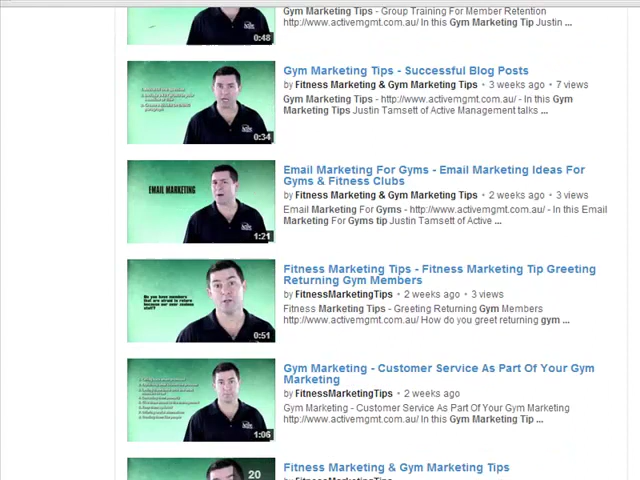 Gym Marketing Tips - Group Training For Member Retention
http://www.activemgmt.com.au/ In this Gym Marketing Tip Justin ...
0:48
Gym Marketing Tips - Successful Blog Posts
by Fitness Marketing & Gym Marketing Tips • 3 weeks ago • 7 views
Gym Marketing Tips - http://www.activemgmt.com.au/ - In this Gym
Marketing Tips Justin Tamsett of Active Management talks ...
0:34
Email Marketing For Gyms - Email Marketing Ideas For
Gyms & Fitness Clubs
by Fitness Marketing & Gym Marketing Tips • 2 weeks ago • 3 views
Email Marketing For Gyms - http://www.activemgmt.com.au/ - In this Email
Marketing For Gyms tip Justin Tamsett of Active ...
EMAIL MARKETING
1:21
Fitness Marketing Tips - Fitness Marketing Tip Greeting
Returning Gym Members
by FitnessMarketingTips • 2 weeks ago • 3 views
Fitness Marketing Tips - Greeting Returning Gym Members
http://www.activemgmt.com.au/ How do you greet returning gym ...
Do you have members
that are afraid to return
0:51
Gym Marketing - Customer Service As Part Of Your Gym
Marketing
by FitnessMarketingTips • 2 weeks ago
Gym Marketing - Customer Service As Part Of Your Gym Marketing
http://www.activemgmt.com.au/ - In this Gym Marketing Tip ...
1:06
Fitness Marketing & Gym Marketing Tips
20